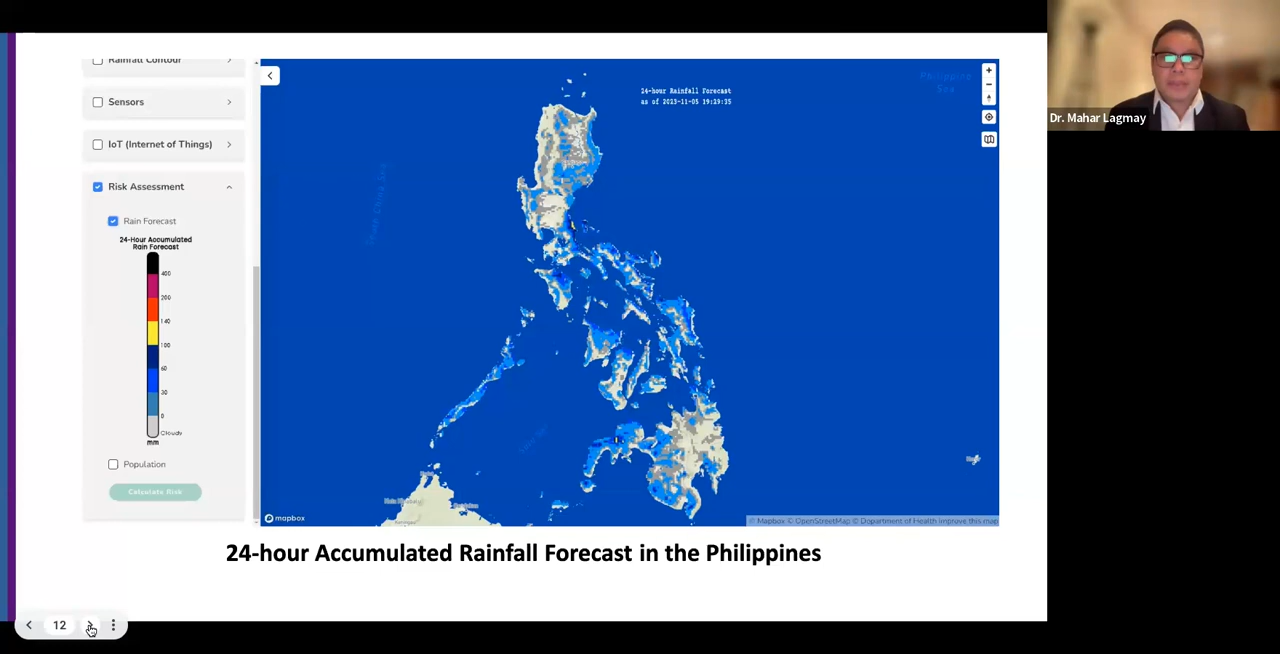 Rainfall Contour
Sensors
IoT (Internet of Things)
Risk Assessment
Rain Forecast
24-Hour Accumulated
Rain Forecast
400
200
140
100
60
30
0
Cloudy
mm
Population
Calculate Risk
24-hour Rainfall Forecast
as of 2023-11-05 19:29:35
Philippine
Sea
mapbox
© Mapbox © OpenStreetMap © Department of Health Improve this map
24-hour Accumulated Rainfall Forecast in the Philippines
12
Dr. Mahar Lagmay